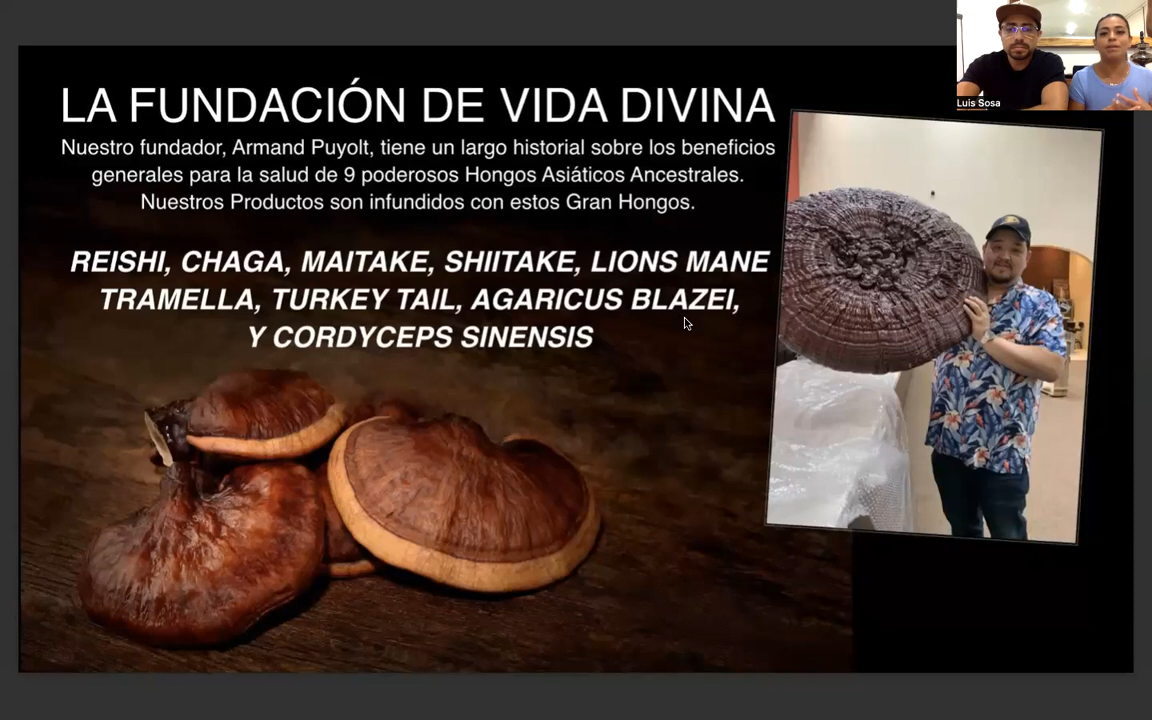 LA FUNDACIÓN DE VIDA DIVINA
Nuestro fundador, Armand Puyolt, tiene un largo historial sobre los beneficios
generales para la salud de 9 poderosos Hongos Asiáticos Ancestrales.
Nuestros Productos son infundidos con estos Gran Hongos.
REISHI, CHAGA, MAITAKE, SHIITAKE, LIONS MANE
TRAMELLA, TURKEY TAIL, AGARICUS BLAZEI,
Y CORDYCEPS SINENSIS
Luis Sosa